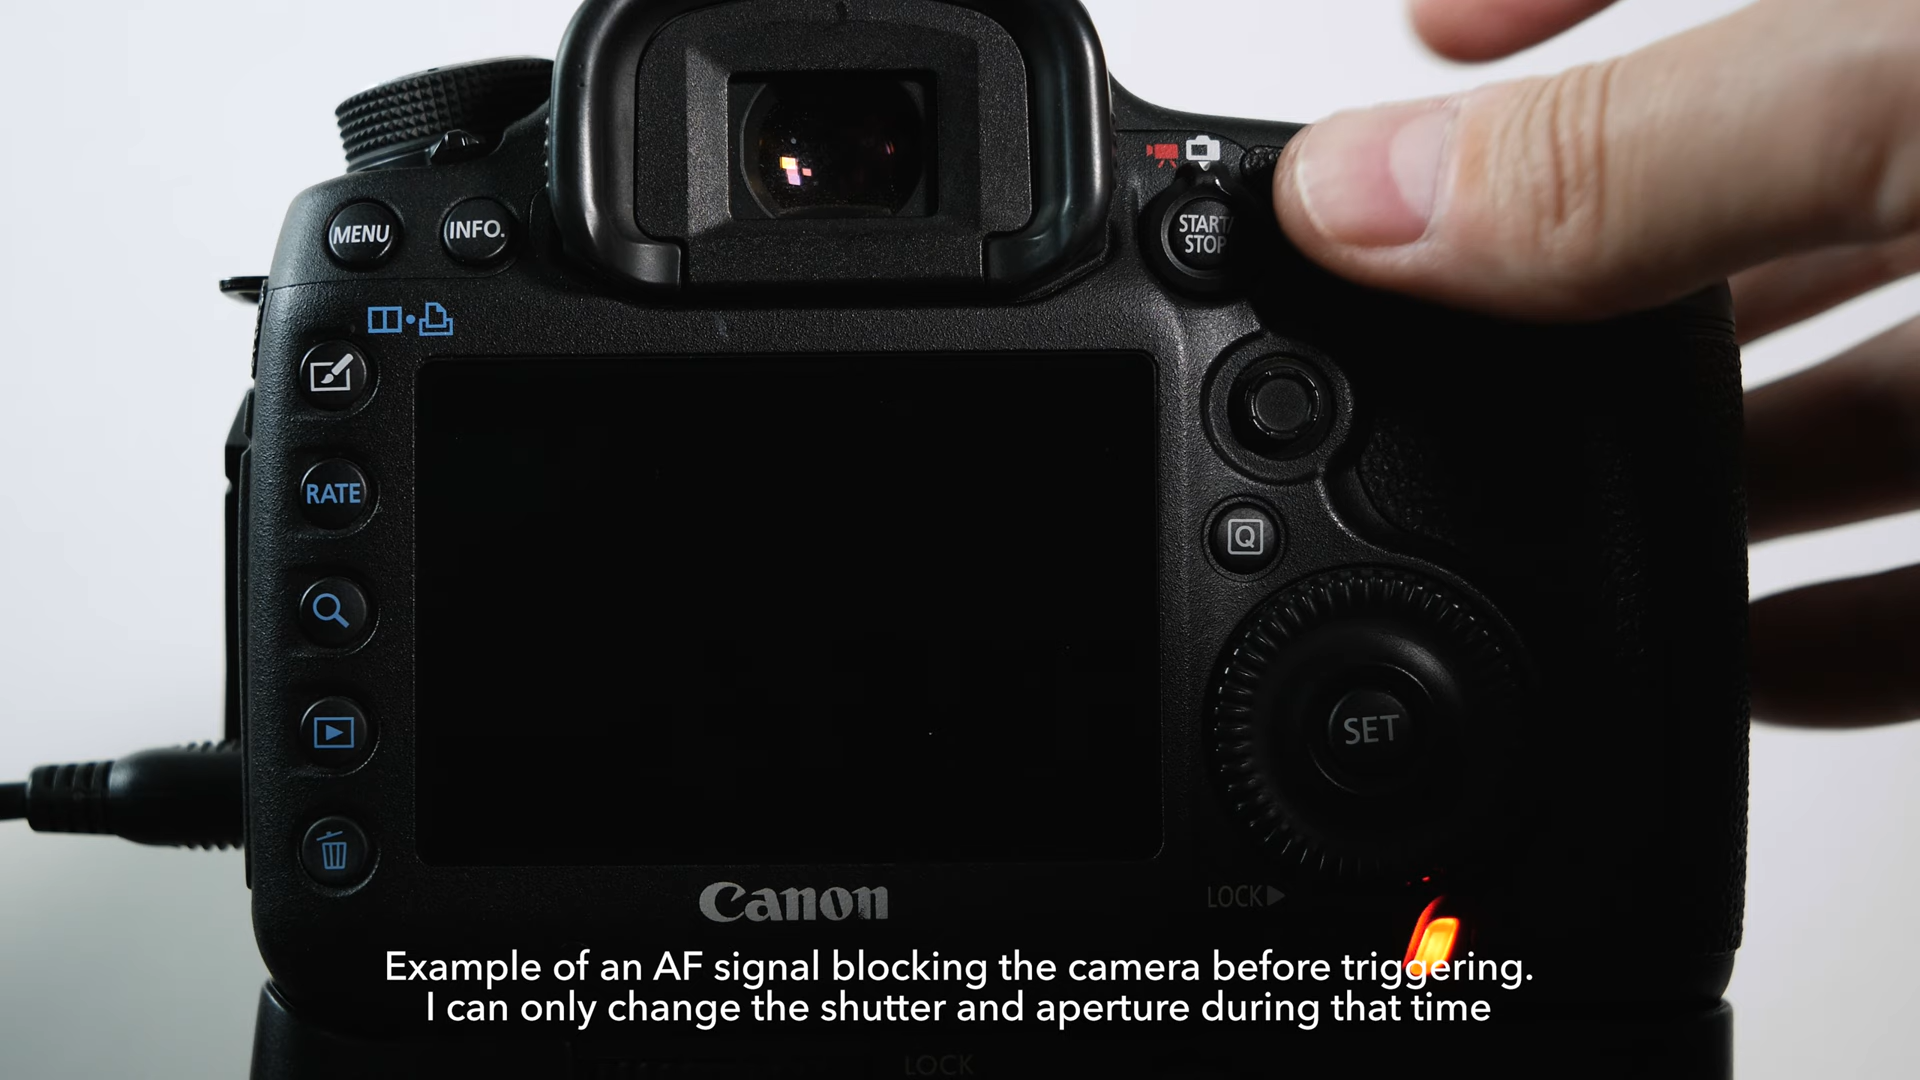 MENU
INFO.
START/
STOP
RATE
Q
SET
Canon
LOCK
Example of an AF signal blocking the camera before triggering.
I can only change the shutter and aperture during that time
LOCK